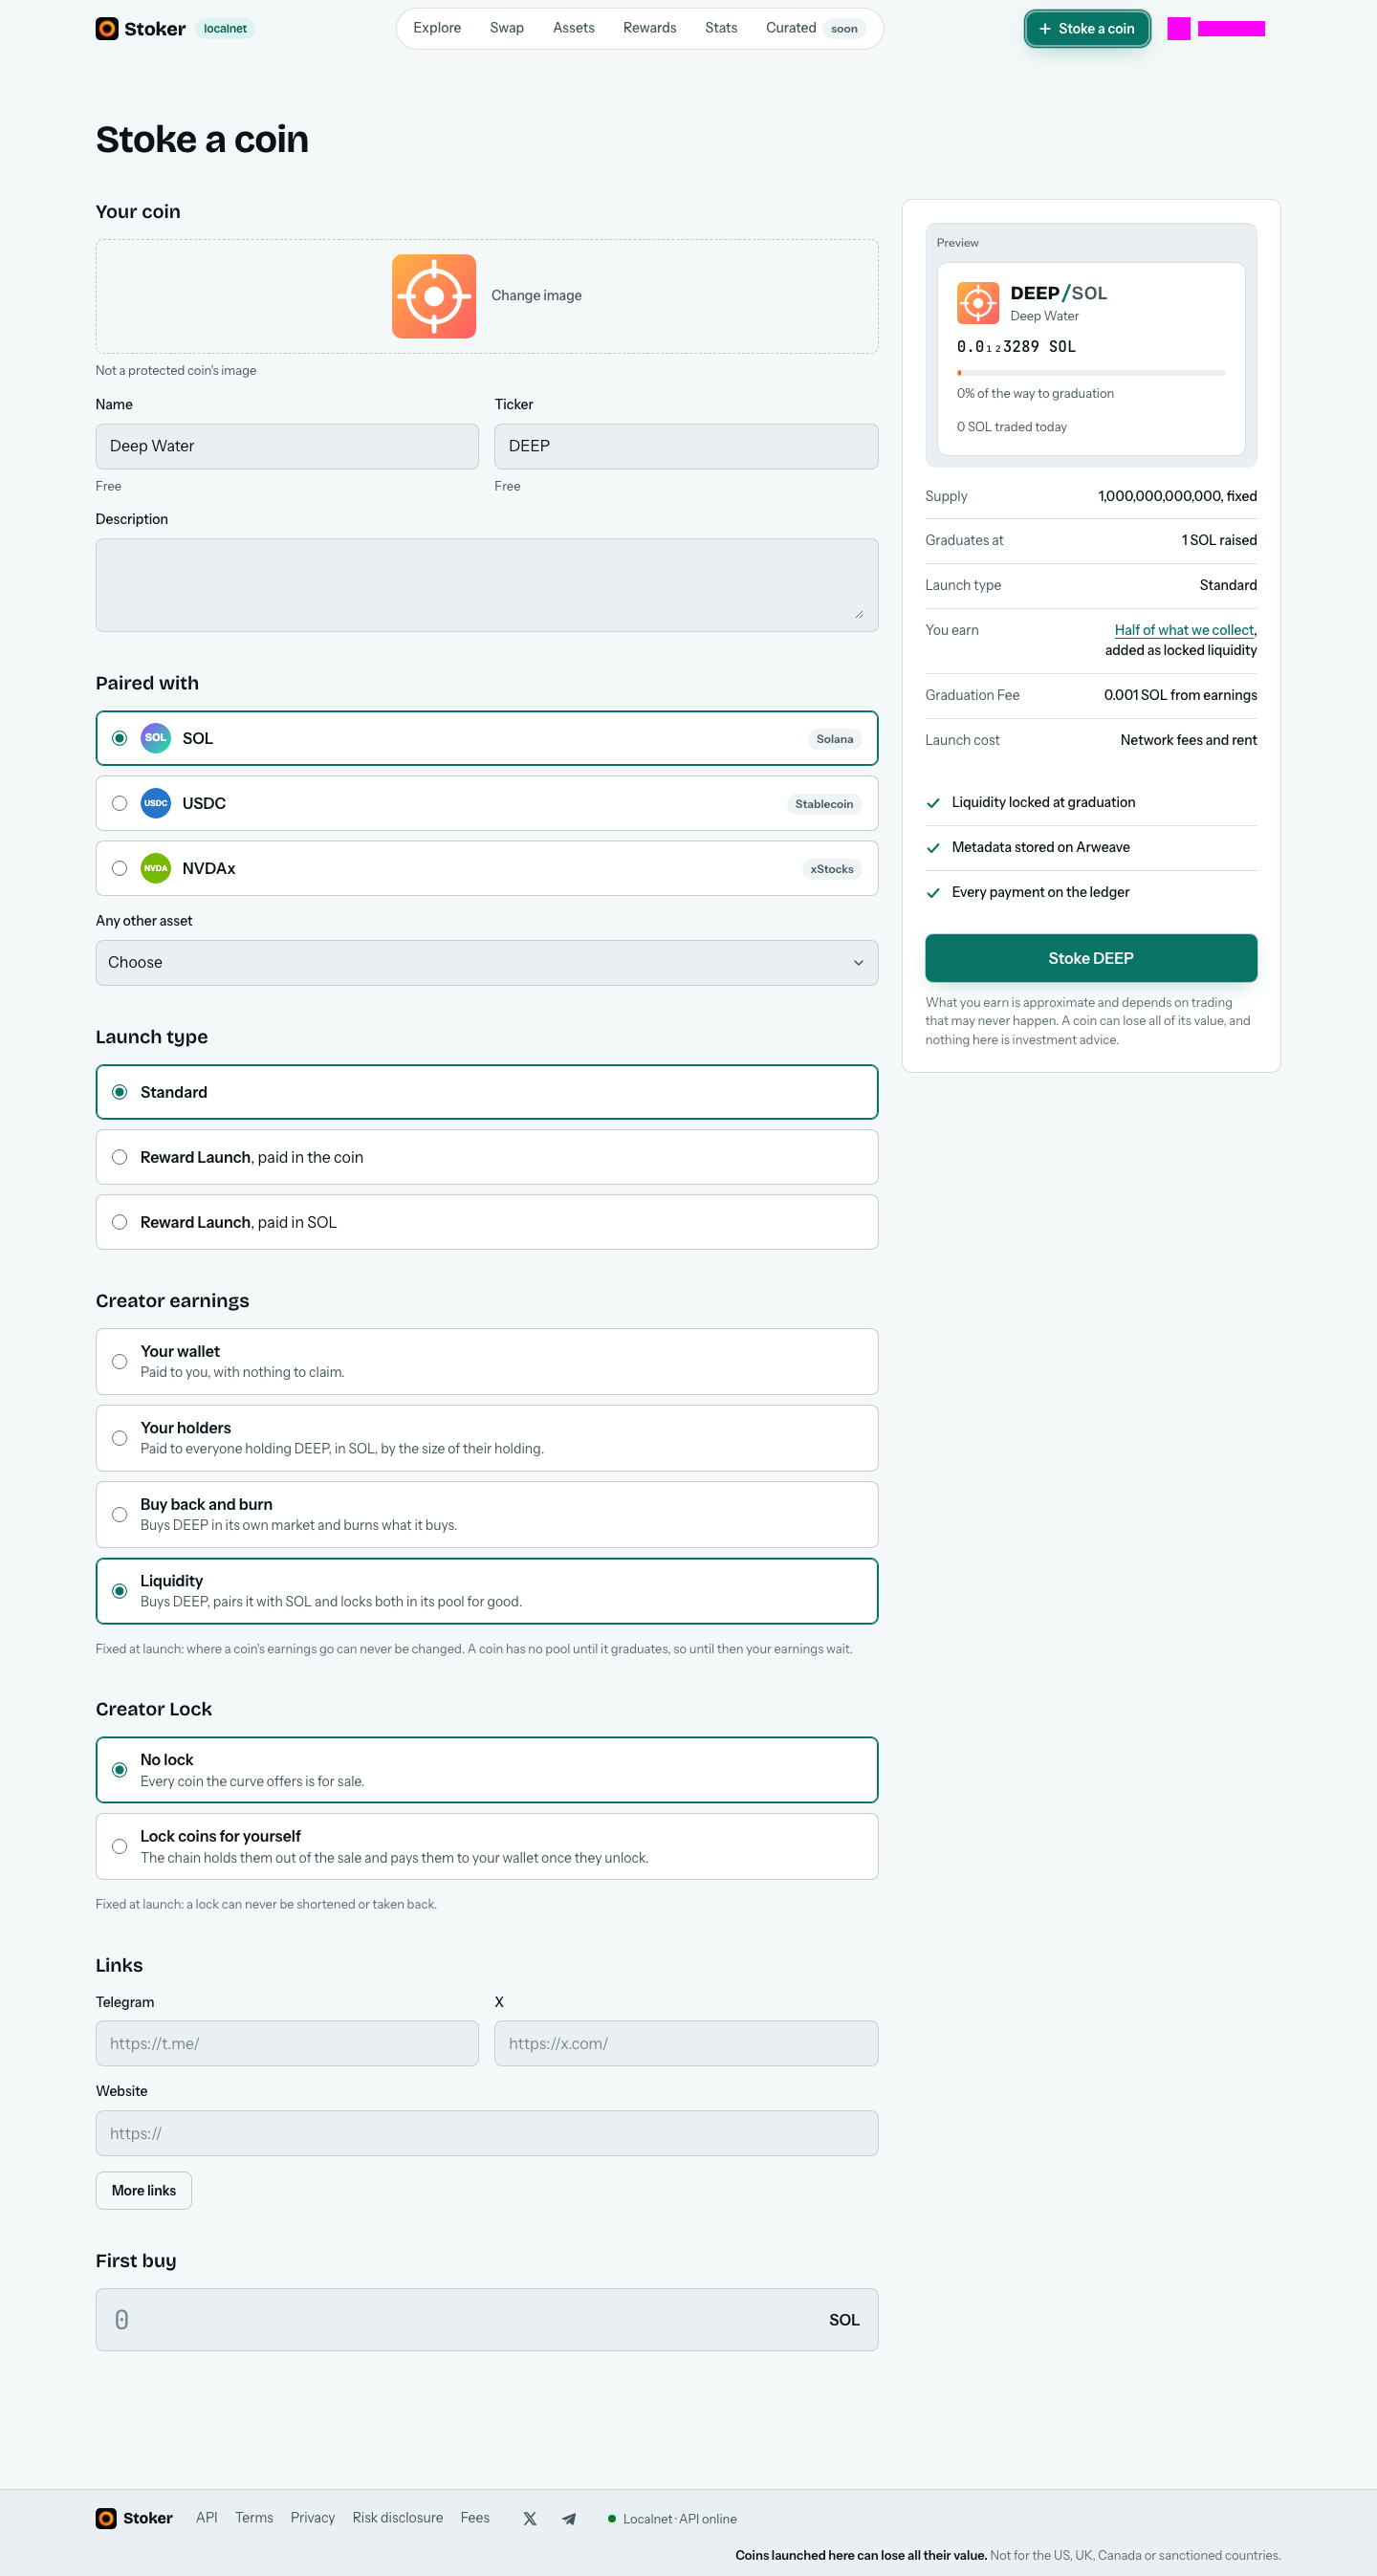 Stoker localnet
Explore Swap Assets Rewards Stats Curated soon
+ Stoke a coin
Stoke a coin
Your coin
Change image
Not a protected coin's image
Name
Ticker
Deep Water
DEEP
Free
Free
Description
Paired with
SOL SOL Solana
USDC USDC Stablecoin
NVDA NVDAx xStocks
Any other asset
Choose
Launch type
Standard
Reward Launch, paid in the coin
Reward Launch, paid in SOL
Creator earnings
Your wallet
Paid to you, with nothing to claim.
Your holders
Paid to everyone holding DEEP, in SOL, by the size of their holding.
Buy back and burn
Buys DEEP in its own market and burns what it buys.
Liquidity
Buys DEEP, pairs it with SOL and locks both in its pool for good.
Fixed at launch: where a coin's earnings go can never be changed. A coin has no pool until it graduates, so until then your earnings wait.
Creator Lock
No lock
Every coin the curve offers is for sale.
Lock coins for yourself
The chain holds them out of the sale and pays them to your wallet once they unlock.
Fixed at launch: a lock can never be shortened or taken back.
Links
Telegram
X
https://t.me/
https://x.com/
Website
https://
More links
First buy
0 SOL
Preview
DEEP/SOL
Deep Water
0.0₁₂3289 SOL
0% of the way to graduation
0 SOL traded today
Supply 1,000,000,000,000, fixed
Graduates at 1 SOL raised
Launch type Standard
You earn Half of what we collect,
added as locked liquidity
Graduation Fee 0.001 SOL from earnings
Launch cost Network fees and rent
Liquidity locked at graduation
Metadata stored on Arweave
Every payment on the ledger
Stoke DEEP
What you earn is approximate and depends on trading
that may never happen. A coin can lose all of its value, and
nothing here is investment advice.
Stoker API Terms Privacy Risk disclosure Fees Localnet · API online
Coins launched here can lose all their value. Not for the US, UK, Canada or sanctioned countries.